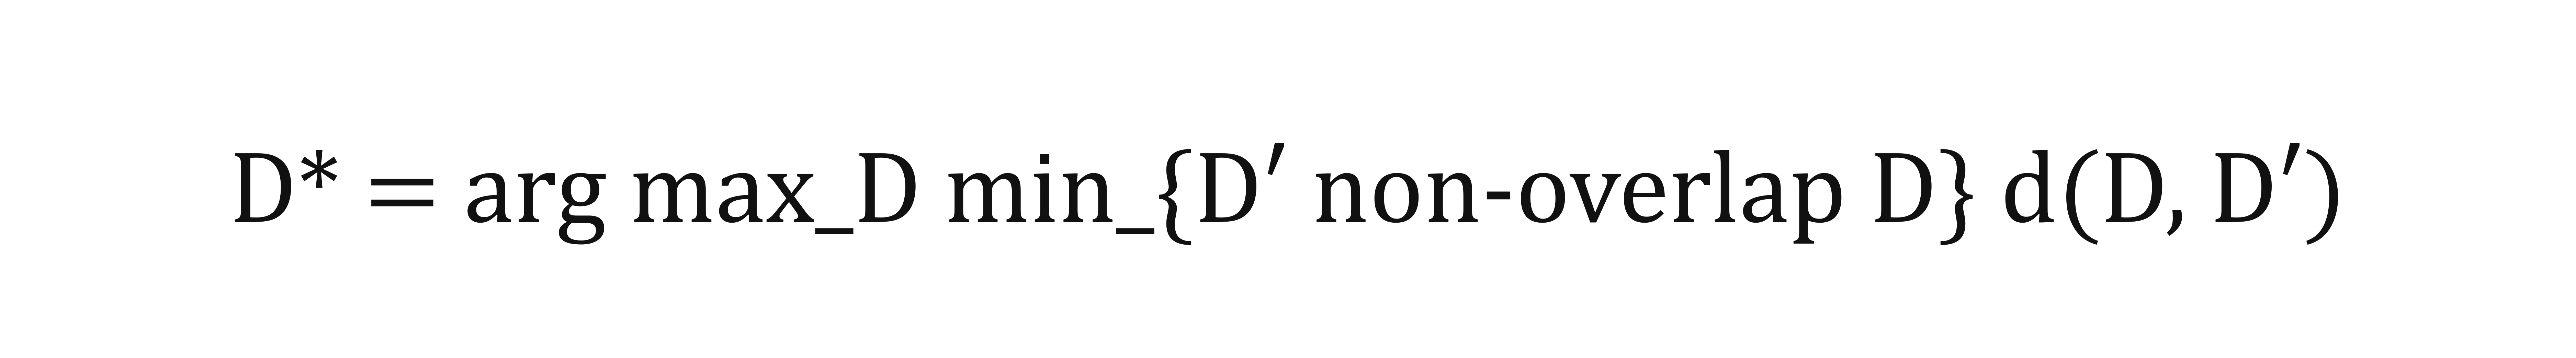 D* = arg max_D min_{D′ non-overlap D} d(D, D′)